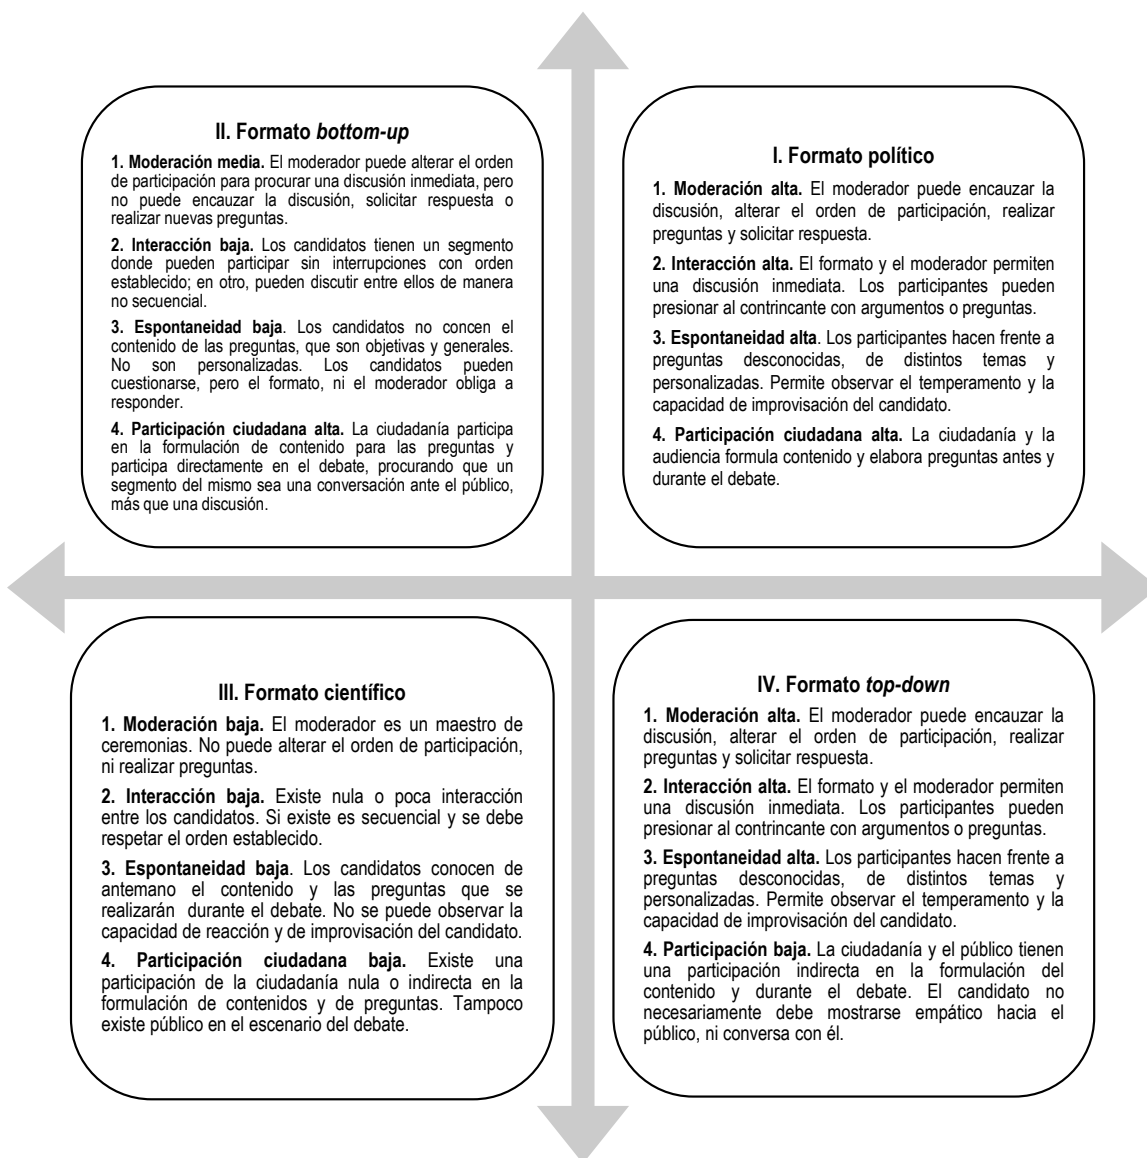 II. Formato bottom-up
1. Moderación media. El moderador puede alterar el orden
de participación para procurar una discusión inmediata, pero
no puede encauzar la discusión, solicitar respuesta o
realizar nuevas preguntas.
2. Interacción baja. Los candidatos tienen un segmento
donde pueden participar sin interrupciones con orden
establecido; en otro, pueden discutir entre ellos de manera
no secuencial.
3. Espontaneidad baja. Los candidatos no concen el
contenido de las preguntas, que son objetivas y generales.
No son personalizadas. Los candidatos pueden
cuestionarse, pero el formato, ni el moderador obliga a
responder.
4. Participación ciudadana alta. La ciudadanía participa
en la formulación de contenido para las preguntas y
participa directamente en el debate, procurando que un
segmento del mismo sea una conversación ante el público,
más que una discusión.
I. Formato político
1. Moderación alta. El moderador puede encauzar la
discusión, alterar el orden de participación, realizar
preguntas y solicitar respuesta.
2. Interacción alta. El formato y el moderador permiten
una discusión inmediata. Los participantes pueden
presionar al contrincante con argumentos o preguntas.
3. Espontaneidad alta. Los participantes hacen frente a
preguntas desconocidas, de distintos temas y
personalizadas. Permite observar el temperamento y la
capacidad de improvisación del candidato.
4. Participación ciudadana alta. La ciudadanía y la
audiencia formula contenido y elabora preguntas antes y
durante el debate.
III. Formato científico
1. Moderación baja. El moderador es un maestro de
ceremonias. No puede alterar el orden de participación,
ni realizar preguntas.
2. Interacción baja. Existe nula o poca interacción
entre los candidatos. Si existe es secuencial y se debe
respetar el orden establecido.
3. Espontaneidad baja. Los candidatos conocen de
antemano el contenido y las preguntas que se
realizarán durante el debate. No se puede observar la
capacidad de reacción y de improvisación del candidato.
4. Participación ciudadana baja. Existe una
participación de la ciudadanía nula o indirecta en la
formulación de contenidos y de preguntas. Tampoco
existe público en el escenario del debate.
IV. Formato top-down
1. Moderación alta. El moderador puede encauzar la
discusión, alterar el orden de participación, realizar
preguntas y solicitar respuesta.
2. Interacción alta. El formato y el moderador permiten
una discusión inmediata. Los participantes pueden
presionar al contrincante con argumentos o preguntas.
3. Espontaneidad alta. Los participantes hacen frente a
preguntas desconocidas, de distintos temas y
personalizadas. Permite observar el temperamento y la
capacidad de improvisación del candidato.
4. Participación baja. La ciudadanía y el público tienen
una participación indirecta en la formulación del
contenido y durante el debate. El candidato no
necesariamente debe mostrarse empático hacia el
público, ni conversa con él.